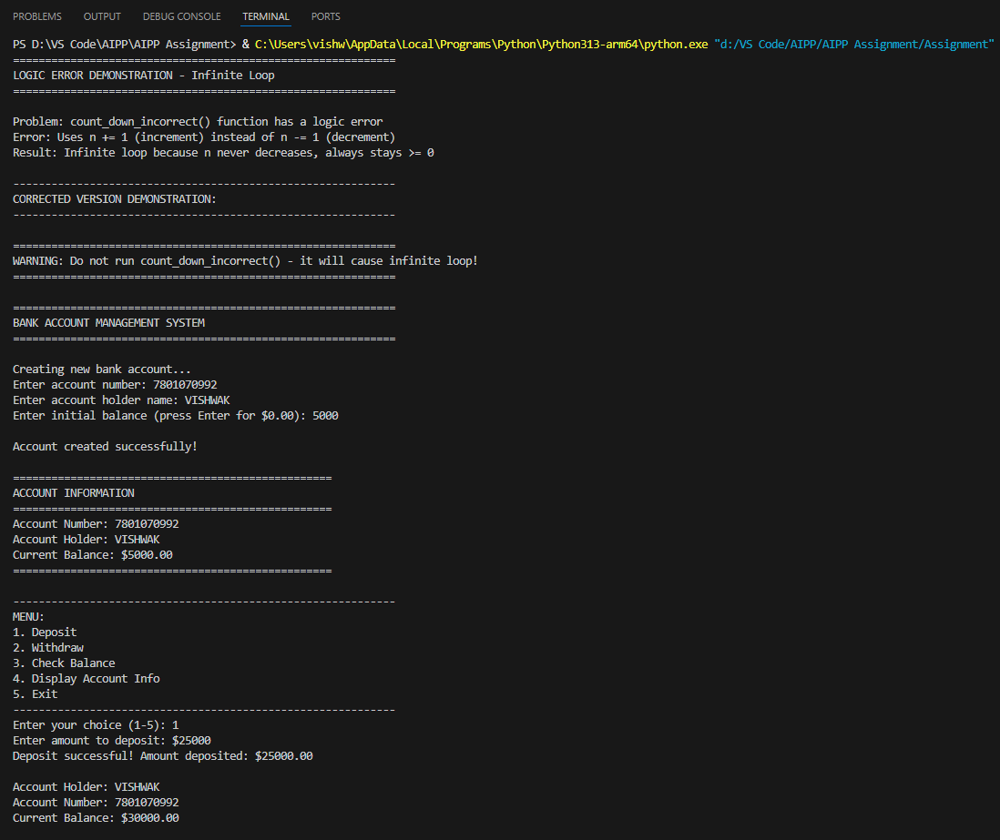 PROBLEMS OUTPUT DEBUG CONSOLE TERMINAL PORTS
PS D:\VS Code\AIPP\AIPP Assignment> & C:\Users\vishw\AppData\Local\Programs\Python\Python313-arm64\python.exe "d:/VS Code/AIPP/AIPP Assignment/Assignment"
============================================================
LOGIC ERROR DEMONSTRATION - Infinite Loop
============================================================
Problem: count_down_incorrect() function has a logic error
Error: Uses n += 1 (increment) instead of n -= 1 (decrement)
Result: Infinite loop because n never decreases, always stays >= 0
------------------------------------------------------------
CORRECTED VERSION DEMONSTRATION:
------------------------------------------------------------
============================================================
WARNING: Do not run count_down_incorrect() - it will cause infinite loop!
============================================================
============================================================
BANK ACCOUNT MANAGEMENT SYSTEM
============================================================
Creating new bank account...
Enter account number: 7801070992
Enter account holder name: VISHWAK
Enter initial balance (press Enter for $0.00): 5000
Account created successfully!
==================================================
ACCOUNT INFORMATION
==================================================
Account Number: 7801070992
Account Holder: VISHWAK
Current Balance: $5000.00
==================================================
------------------------------------------------------------
MENU:
1. Deposit
2. Withdraw
3. Check Balance
4. Display Account Info
5. Exit
------------------------------------------------------------
Enter your choice (1-5): 1
Enter amount to deposit: $25000
Deposit successful! Amount deposited: $25000.00
Account Holder: VISHWAK
Account Number: 7801070992
Current Balance: $30000.00